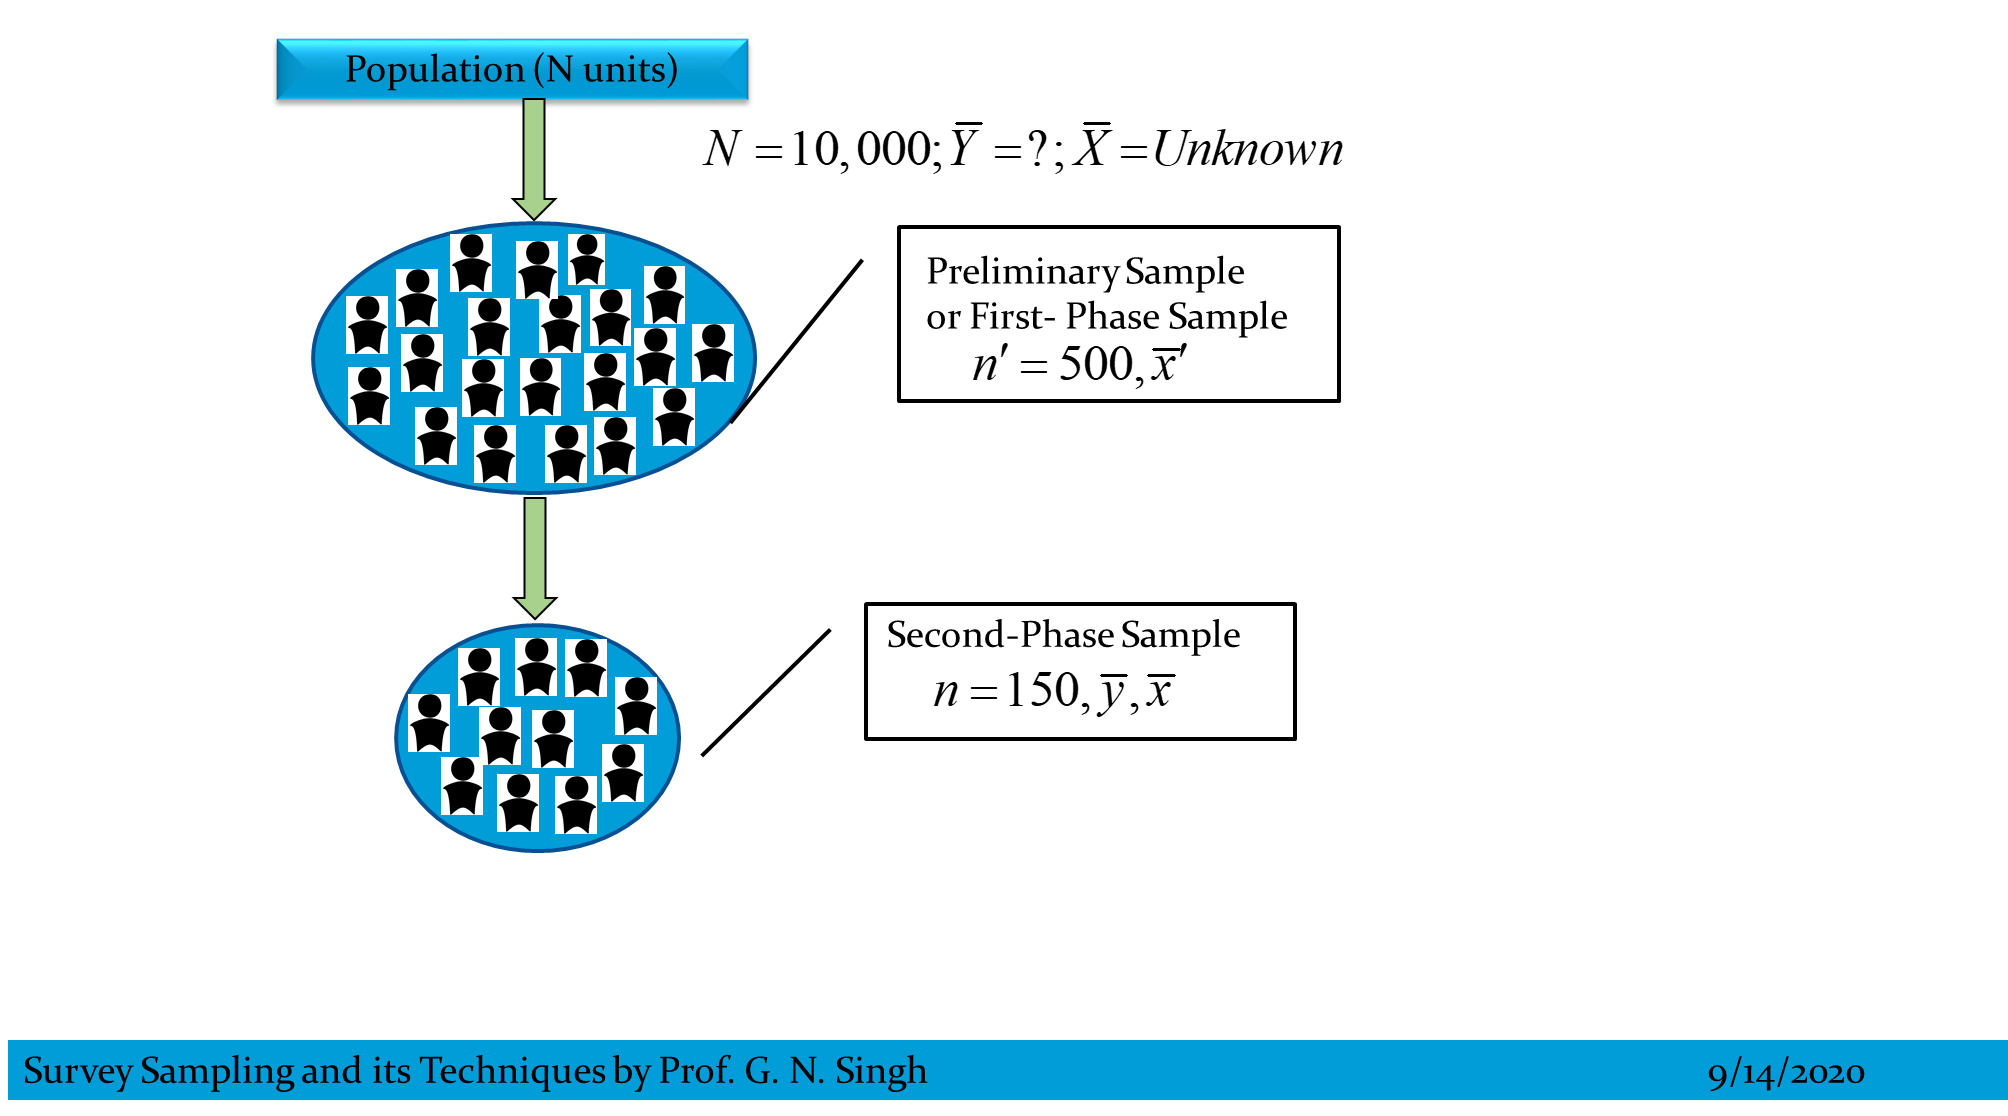 Population (N units)
N = 10,000; Y̅ = ?; X̅ = Unknown
Preliminary Sample
or First- Phase Sample
n′ = 500, x̅′
Second-Phase Sample
n = 150, y̅, x̅
Survey Sampling and its Techniques by Prof. G. N. Singh
9/14/2020